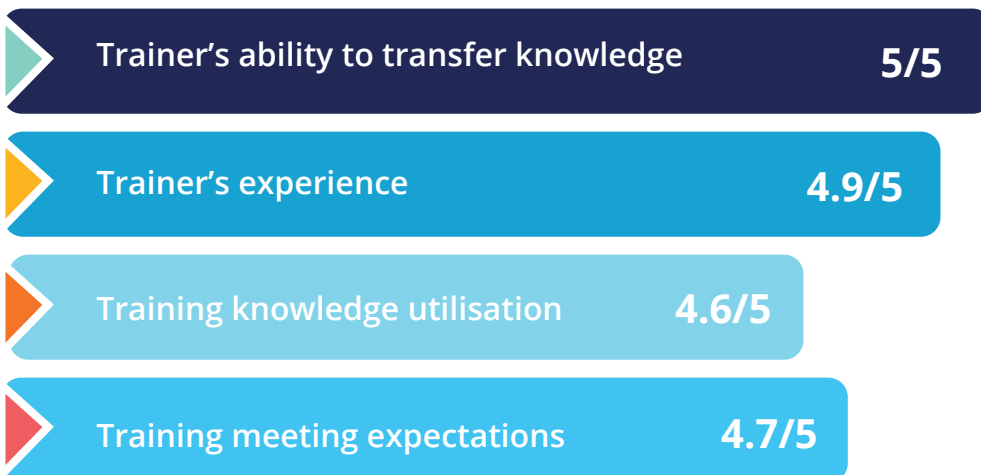 Trainer’s ability to transfer knowledge 5/5
Trainer’s experience 4.9/5
Training knowledge utilisation 4.6/5
Training meeting expectations 4.7/5